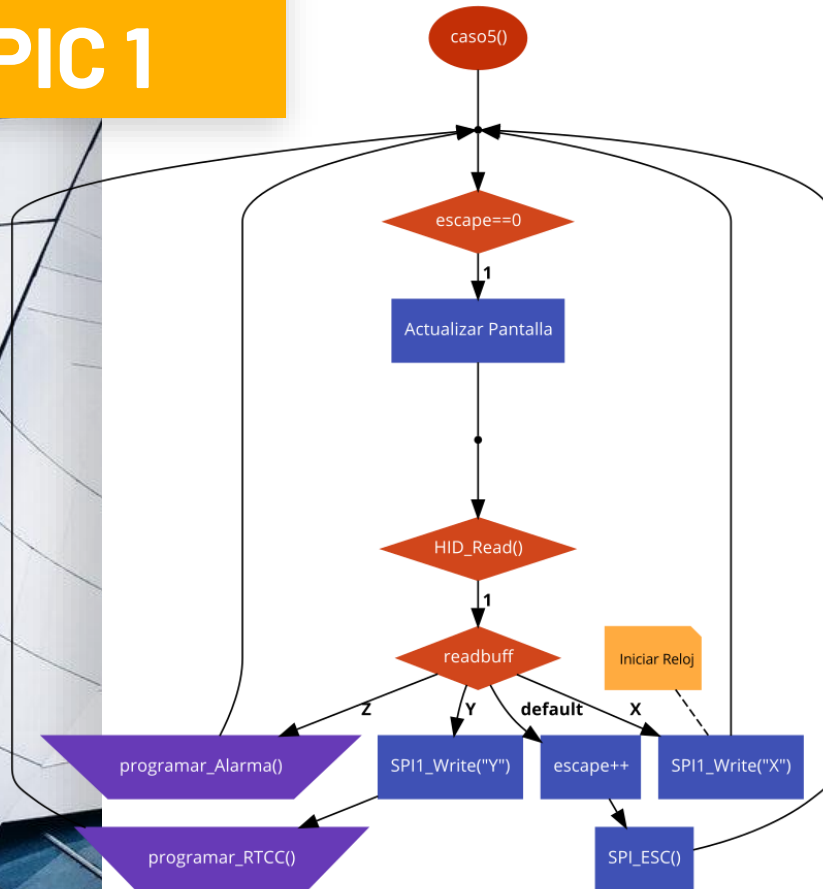 PIC 1
caso5()
escape==0
1
Actualizar Pantalla
HID_Read()
1
readbuff
Iniciar Reloj
Z
Y
default
X
programar_Alarma()
SPI1_Write("Y")
escape++
SPI1_Write("X")
programar_RTCC()
SPI_ESC()